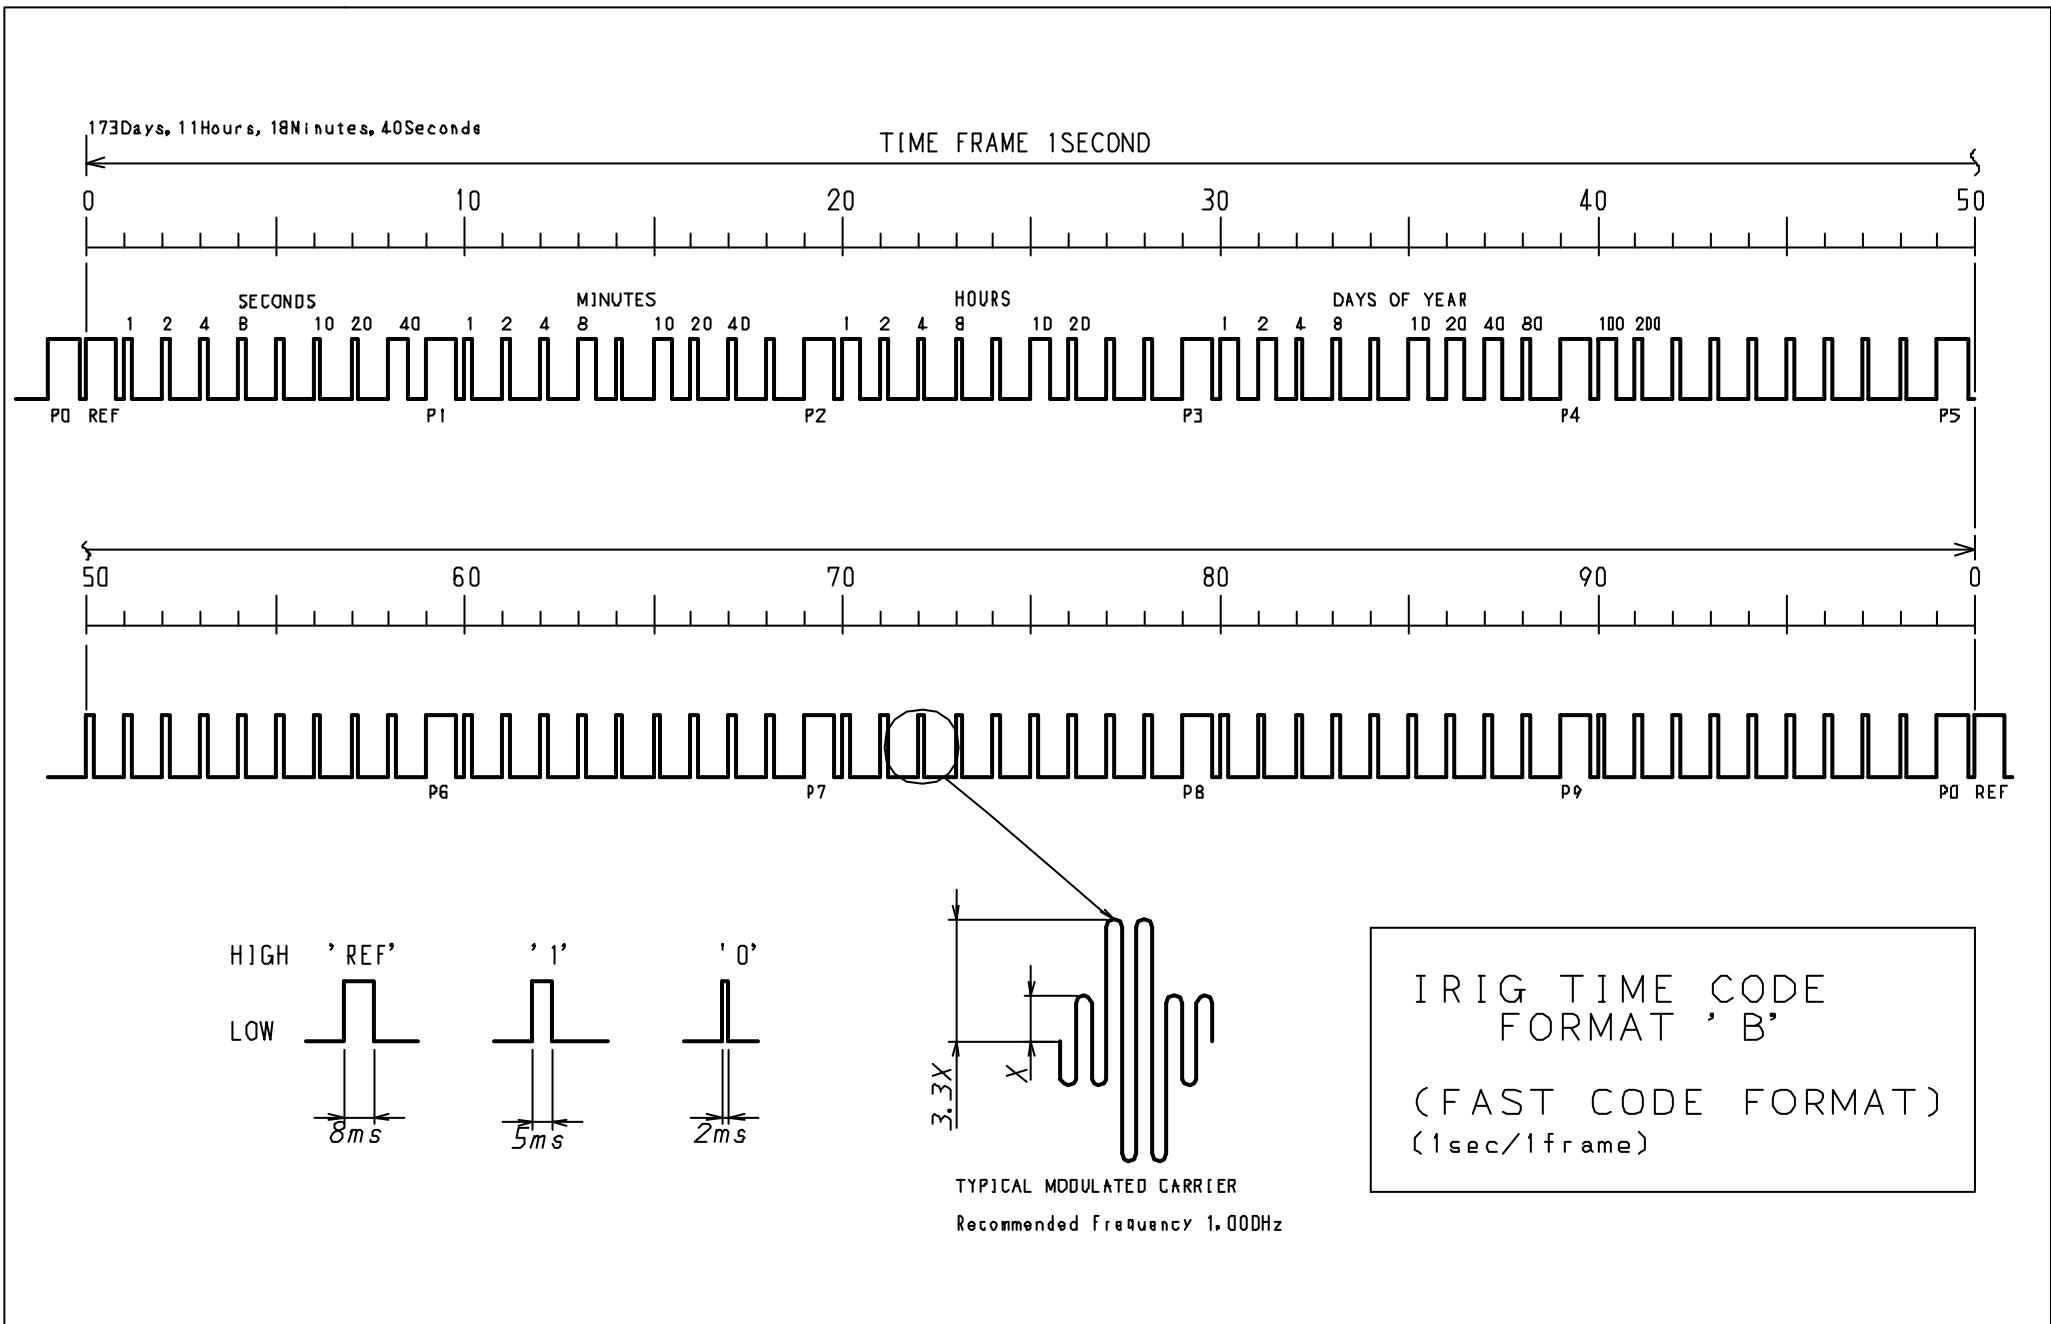 173Days, 11Hours, 18Minutes, 40Seconds
TIME FRAME 1SECOND
0 10 20 30 40 50
SECONDS MINUTES HOURS DAYS OF YEAR
1 2 4 8 10 20 40 1 2 4 8 10 20 40 1 2 4 8 10 20 1 2 4 8 10 20 40 80 100 200
P0 REF P1 P2 P3 P4 P5
50 60 70 80 90 0
P6 P7 P8 P9 P0 REF
HIGH 'REF' '1' '0'
LOW
8ms 5ms 2ms
3.3X X
TYPICAL MODULATED CARRIER
Recommended Frequency 1,000Hz
IRIG TIME CODE
FORMAT 'B'
(FAST CODE FORMAT)
(1sec/1frame)